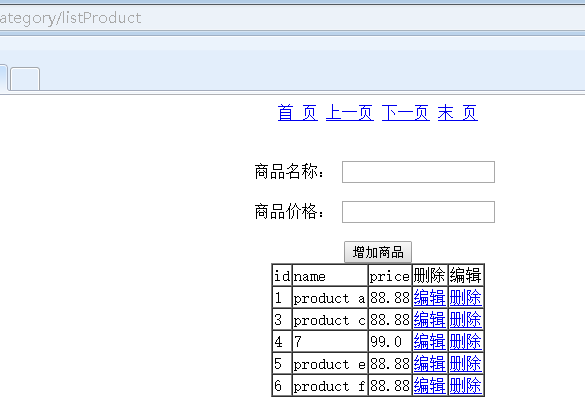 ategory/listProduct
首 页 上一页 下一页 末 页
商品名称：
商品价格：
增加商品
id name price 删除 编辑
1 product a 88.88 编辑 删除
3 product c 88.88 编辑 删除
4 7 99.0 编辑 删除
5 product e 88.88 编辑 删除
6 product f 88.88 编辑 删除